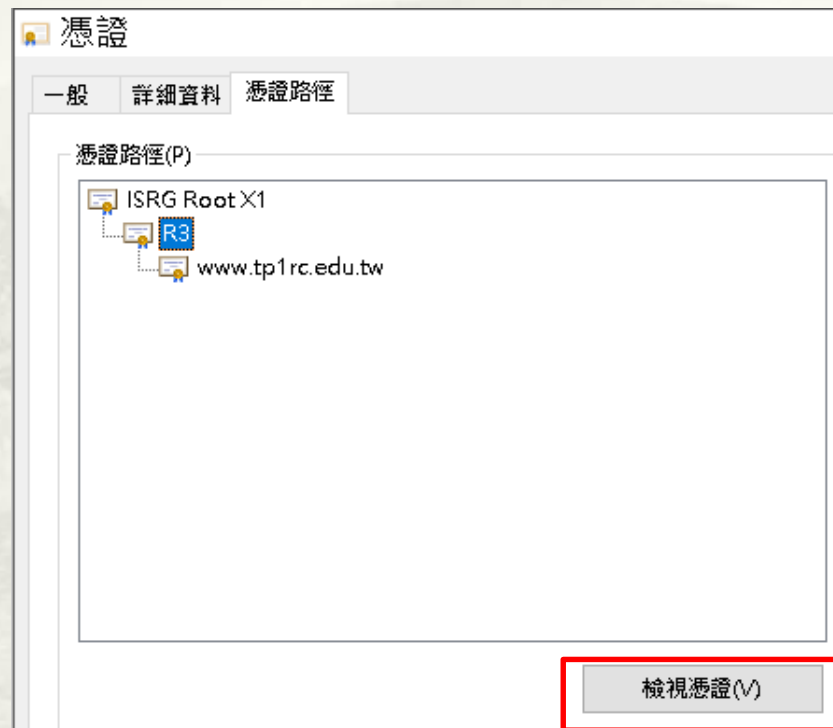 憑證
一般 詳細資料 憑證路徑
憑證路徑(P)
ISRG Root X1
R3
www.tp1rc.edu.tw
檢視憑證(V)